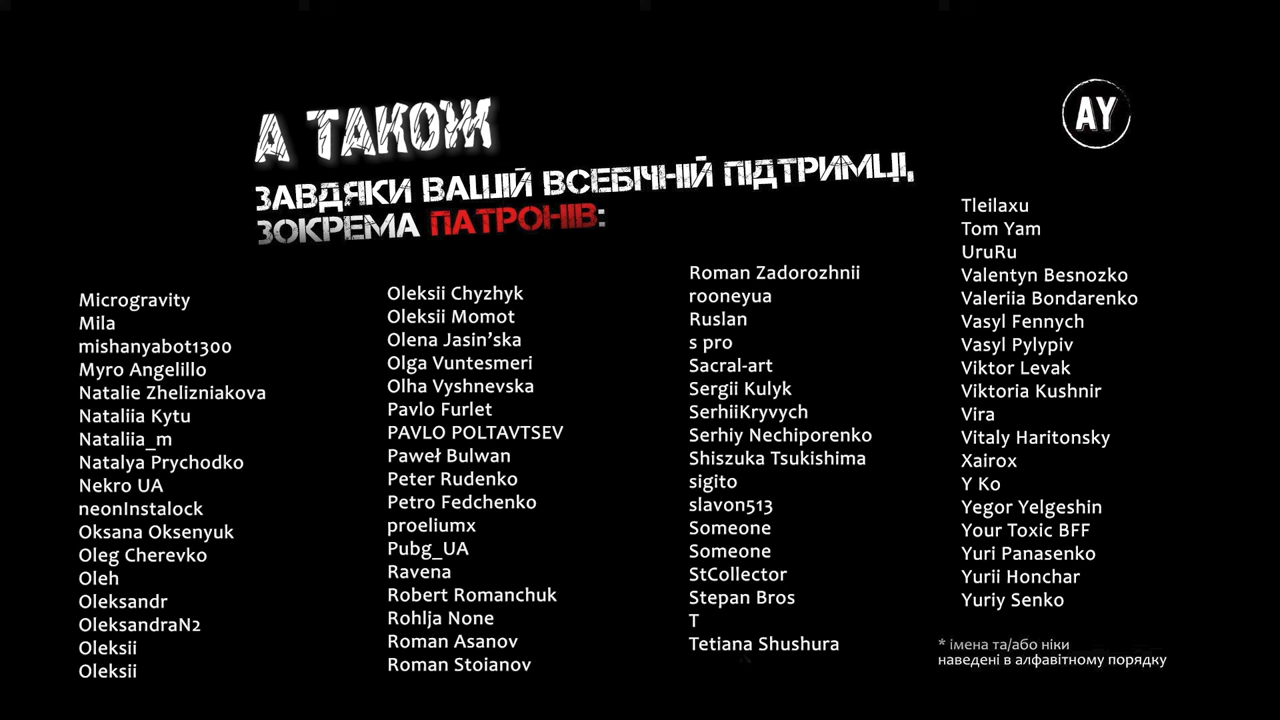 А ТАКОЖ
AY
ЗАВДЯКИ ВАШІЙ ВСЕБІЧНІЙ ПІДТРИМЦІ,
ЗОКРЕМА ПАТРОНІВ:
Microgravity
Mila
mishanyabot1300
Myro Angelillo
Natalie Zhelizniakova
Nataliia Kytu
Nataliia_m
Natalya Prychodko
Nekro UA
neonInstalock
Oksana Oksenyuk
Oleg Cherevko
Oleh
Oleksandr
OleksandraN2
Oleksii
Oleksii
Oleksii Chyzhyk
Oleksii Momot
Olena Jasin’ska
Olga Vuntesmeri
Olha Vyshnevska
Pavlo Furlet
PAVLO POLTAVTSEV
Paweł Bulwan
Peter Rudenko
Petro Fedchenko
proeliumx
Pubg_UA
Ravena
Robert Romanchuk
Rohlja None
Roman Asanov
Roman Stoianov
Roman Zadorozhnii
rooneyua
Ruslan
s pro
Sacral-art
Sergii Kulyk
SerhiiKryvych
Serhiy Nechiporenko
Shiszuka Tsukishima
sigito
slavon513
Someone
Someone
StCollector
Stepan Bros
T
Tetiana Shushura
Tleilaxu
Tom Yam
UruRu
Valentyn Besnozko
Valeriia Bondarenko
Vasyl Fennych
Vasyl Pylypiv
Viktor Levak
Viktoria Kushnir
Vira
Vitaly Haritonsky
Xairox
Y Ko
Yegor Yelgeshin
Your Toxic BFF
Yuri Panasenko
Yurii Honchar
Yuriy Senko
* імена та/або ніки
наведені в алфавітному порядку